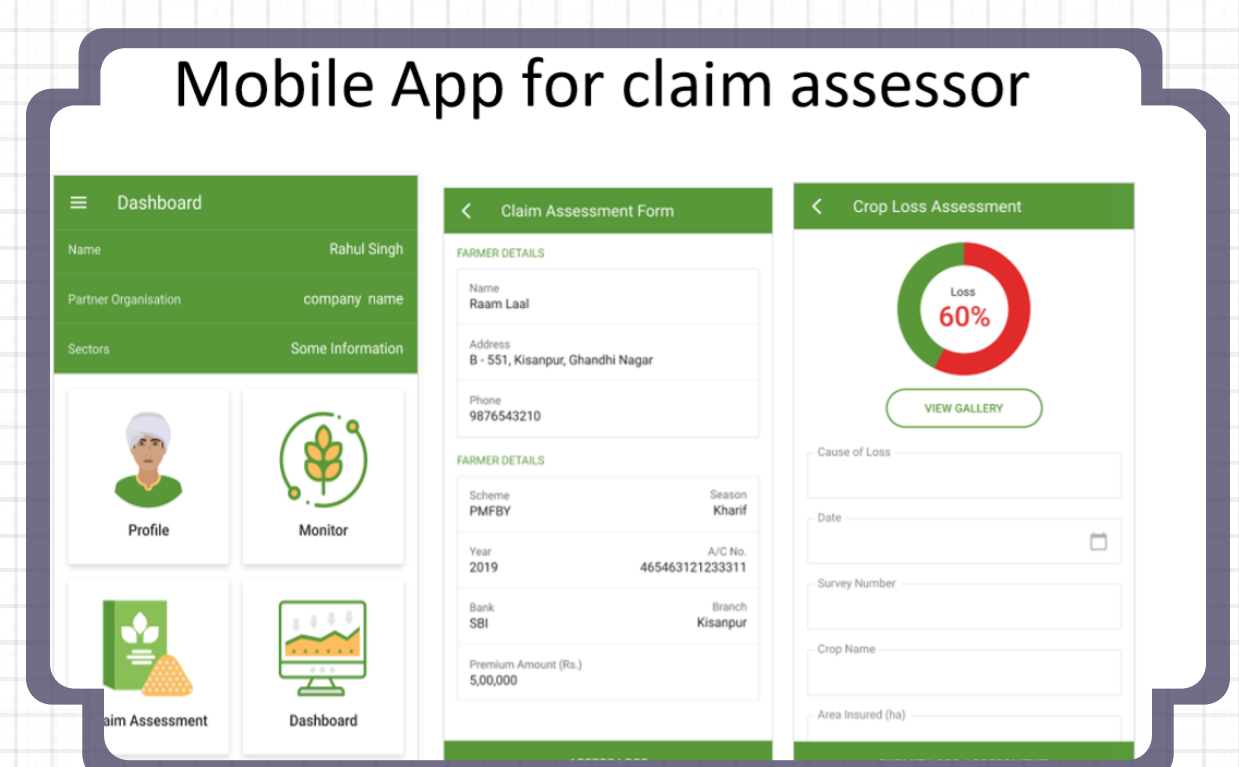 Mobile App for claim assessor
Dashboard
Name Rahul Singh
Partner Organisation company name
Sectors Some Information
Profile
Monitor
aim Assessment
Dashboard
Claim Assessment Form
FARMER DETAILS
Name
Raam Laal
Address
B - 551, Kisanpur, Ghandhi Nagar
Phone
9876543210
FARMER DETAILS
Scheme Season
PMFBY Kharif
Year A/C No.
2019 465463121233311
Bank Branch
SBI Kisanpur
Premium Amount (Rs.)
5,00,000
Crop Loss Assessment
Loss
60%
VIEW GALLERY
Cause of Loss
Date
Survey Number
Crop Name
Area Insured (ha)